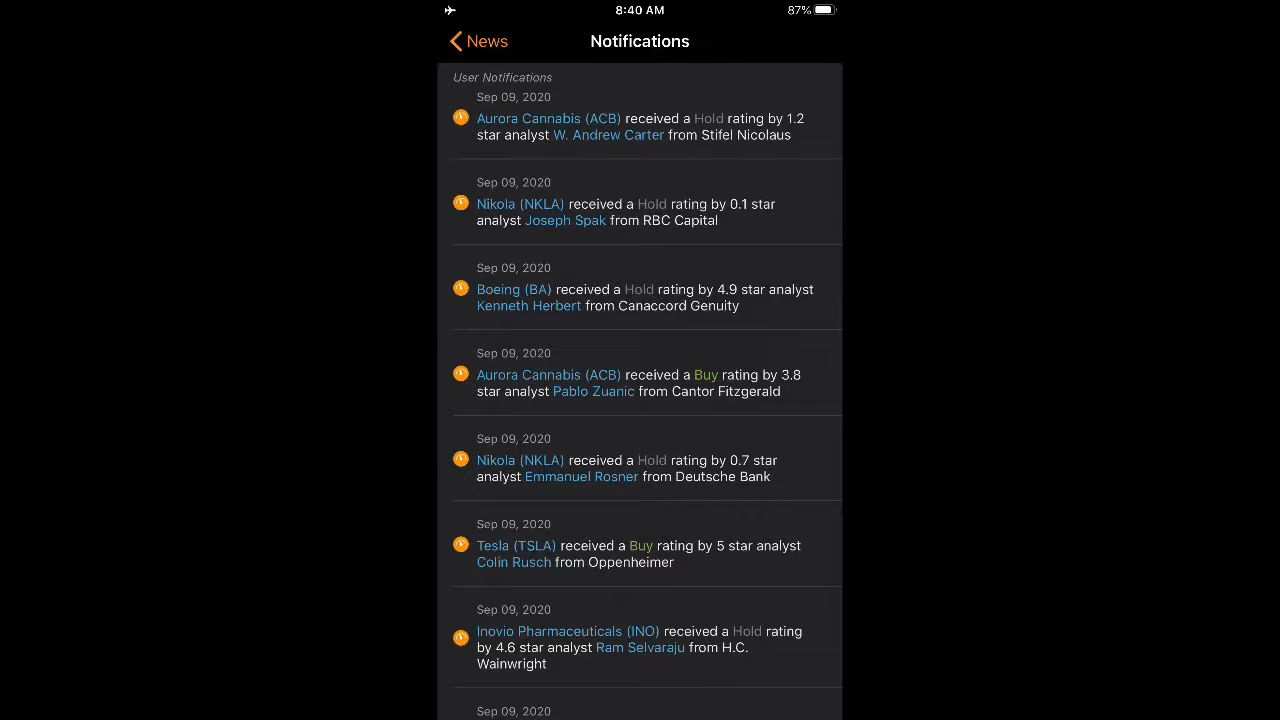 8:40 AM
87%
News
Notifications
User Notifications
Sep 09, 2020
Aurora Cannabis (ACB) received a Hold rating by 1.2
star analyst W. Andrew Carter from Stifel Nicolaus
Sep 09, 2020
Nikola (NKLA) received a Hold rating by 0.1 star
analyst Joseph Spak from RBC Capital
Sep 09, 2020
Boeing (BA) received a Hold rating by 4.9 star analyst
Kenneth Herbert from Canaccord Genuity
Sep 09, 2020
Aurora Cannabis (ACB) received a Buy rating by 3.8
star analyst Pablo Zuanic from Cantor Fitzgerald
Sep 09, 2020
Nikola (NKLA) received a Hold rating by 0.7 star
analyst Emmanuel Rosner from Deutsche Bank
Sep 09, 2020
Tesla (TSLA) received a Buy rating by 5 star analyst
Colin Rusch from Oppenheimer
Sep 09, 2020
Inovio Pharmaceuticals (INO) received a Hold rating
by 4.6 star analyst Ram Selvaraju from H.C.
Wainwright
Sep 09, 2020